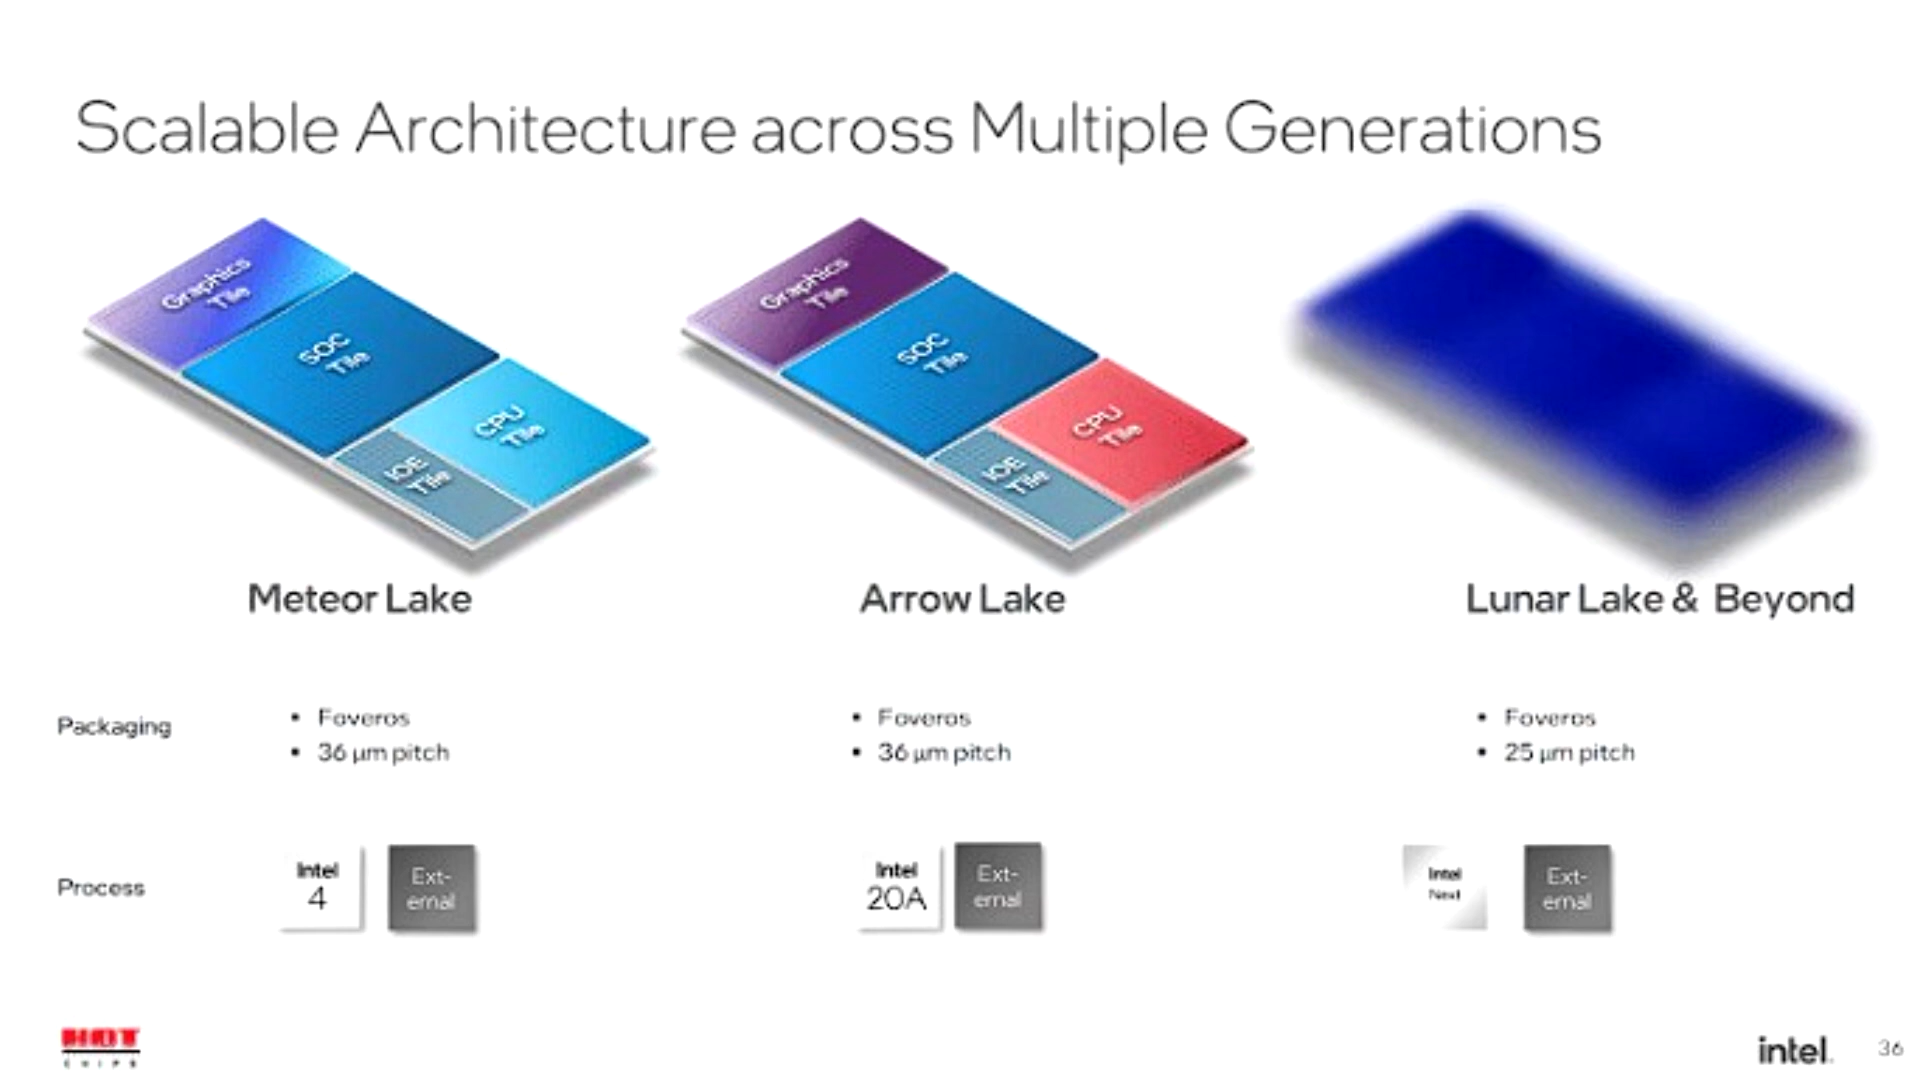 Scalable Architecture across Multiple Generations
Graphics
Tile
SOC
Tile
CPU
Tile
IOE
Tile
Graphics
Tile
SOC
Tile
CPU
Tile
IOE
Tile
Meteor Lake
Arrow Lake
Lunar Lake & Beyond
Packaging
▪ Foveros
▪ 36 µm pitch
▪ Foveros
▪ 36 µm pitch
▪ Foveros
▪ 25 µm pitch
Process
Intel
4
Ext-
ernal
Intel
20A
Ext-
ernal
Intel
Next
Ext-
ernal
HOT
CHIPS
intel.
36